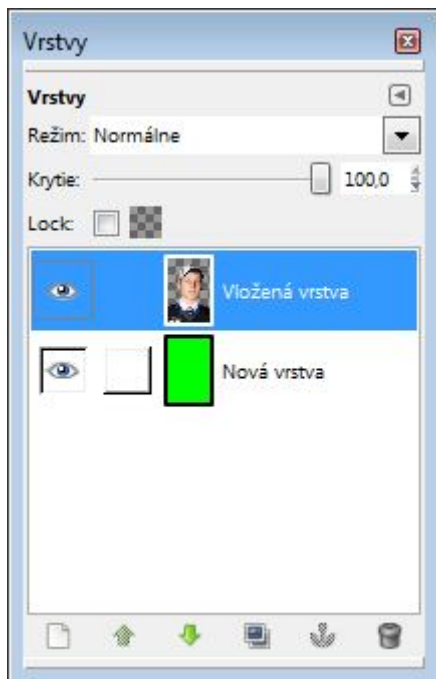 Vrstvy
Vrstvy
Režim: Normálne
Krytie: 100,0
Lock:
Vložená vrstva
Nová vrstva